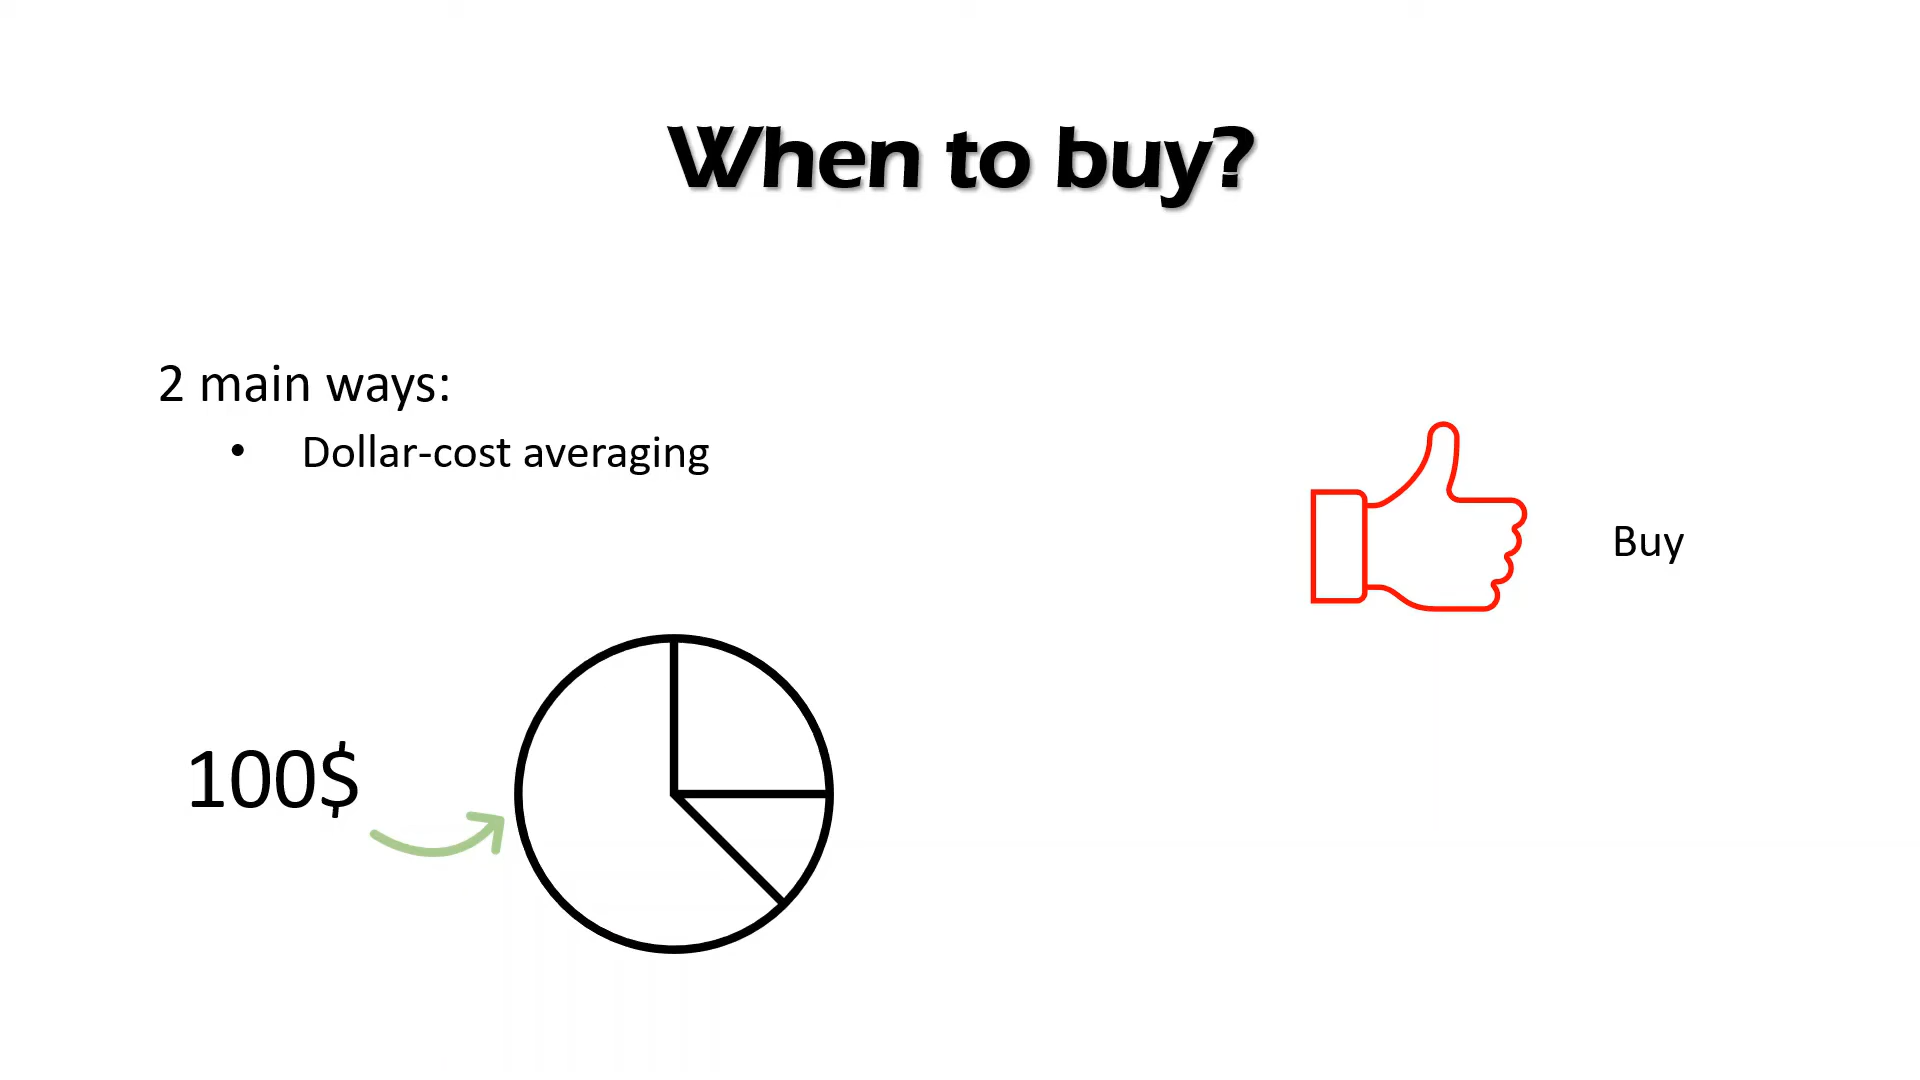 When to buy?
2 main ways:
• Dollar-cost averaging
Buy
100$